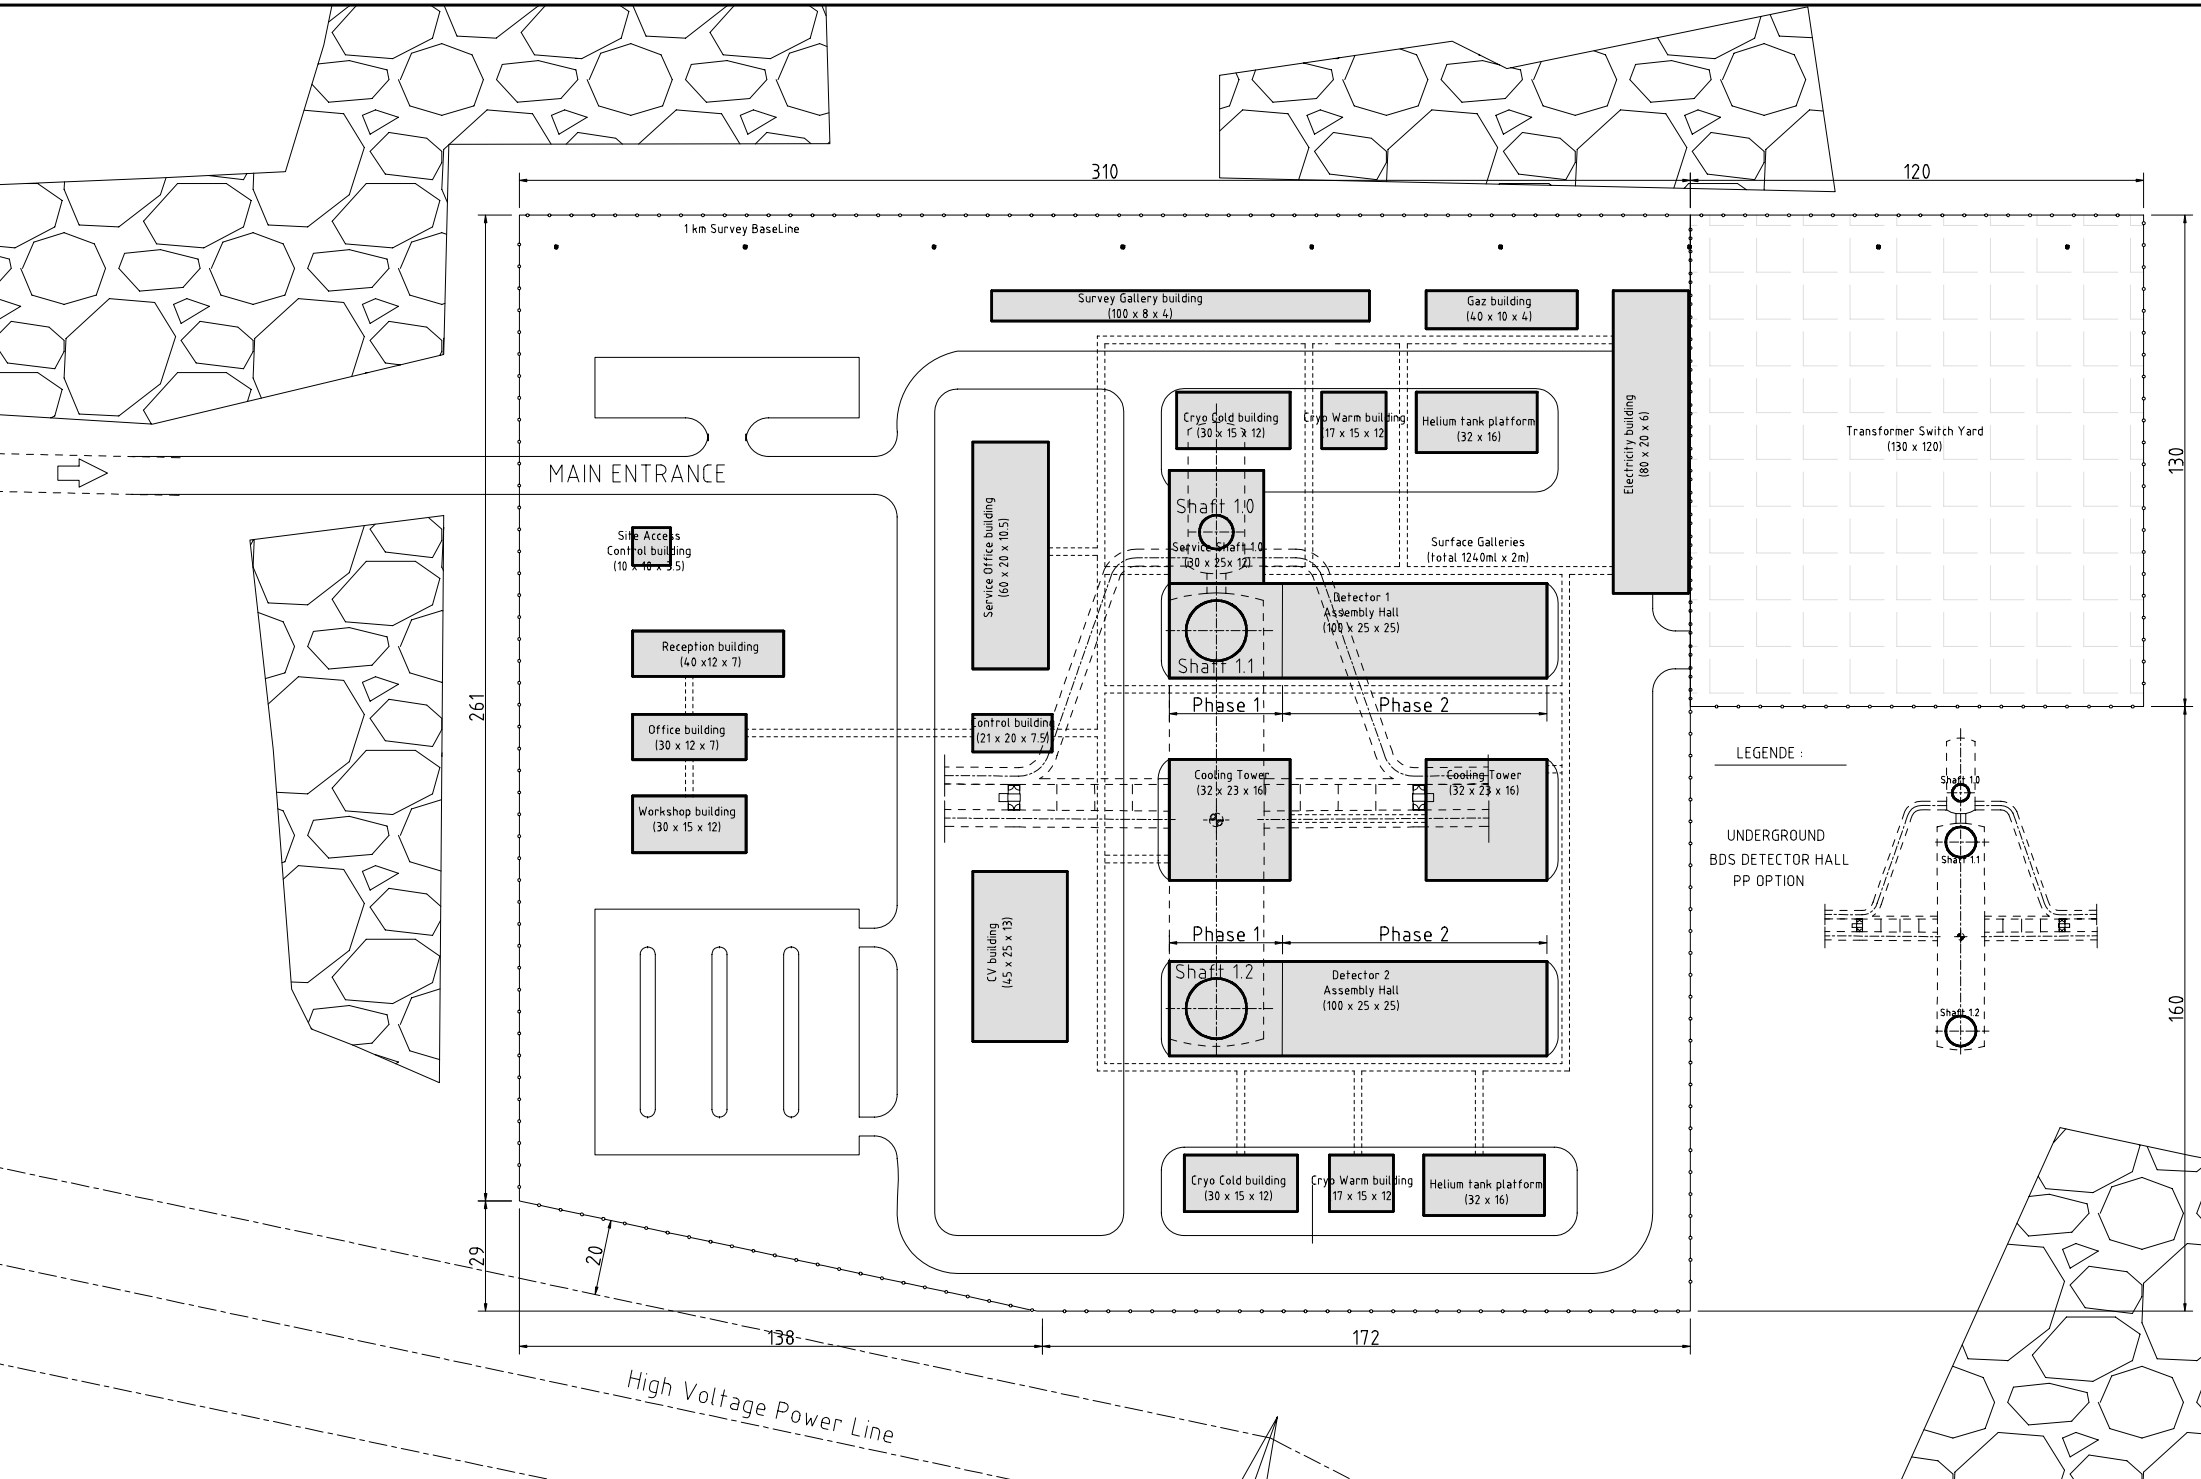 310
120
1 km Survey BaseLine
Survey Gallery building
(100 x 8 x 4)
Gaz building
(40 x 10 x 4)
Cryo Cold building
(30 x 15 x 12)
Cryo Warm building
17 x 15 x 12
Helium tank platform
(32 x 16)
Electricity building
(80 x 20 x 6)
Transformer Switch Yard
(130 x 120)
130
MAIN ENTRANCE
Shaft 1.0
Service Shaft 1.0
(30 x 25x 12)
Service Office building
(60 x 20 x 10.5)
Surface Galleries
(total 1240ml x 2m)
Site Access
Control building
Detector 1
Assembly Hall
(100 x 25 x 25)
Shaft 1.1
Reception building
(40 x12 x 7)
261
Phase 1
Phase 2
Office building
(30 x 12 x 7)
Control building
(21 x 20 x 7.5)
Cooling Tower
(32 x 23 x 16)
Cooling Tower
(32 x 23 x 16)
Workshop building
(30 x 15 x 12)
LEGENDE :
Shaft 1.0
UNDERGROUND
BDS DETECTOR HALL
PP OPTION
Shaft 1.1
Shaft 1.2
CV building
(45 x 25 x 13)
Phase 1
Phase 2
Shaft 1.2
Detector 2
Assembly Hall
(100 x 25 x 25)
160
Cryo Cold building
(30 x 15 x 12)
Cryo Warm building
17 x 15 x 12
Helium tank platform
(32 x 16)
29
20
138
172
High Voltage Power Line